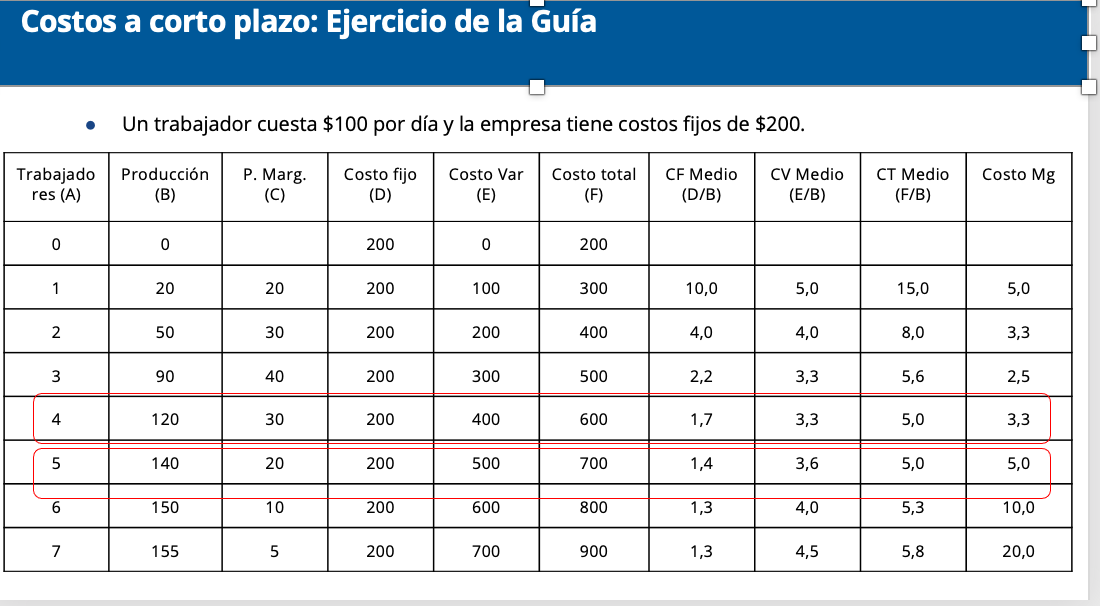 Costos a corto plazo: Ejercicio de la Guía
Un trabajador cuesta $100 por día y la empresa tiene costos fijos de $200.
Trabajado Producción P. Marg. Costo fijo Costo Var Costo total CF Medio CV Medio CT Medio Costo Mg
res (A) (B) (C) (D) (E) (F) (D/B) (E/B) (F/B)
0 0 200 0 200
1 20 20 200 100 300 10,0 5,0 15,0 5,0
2 50 30 200 200 400 4,0 4,0 8,0 3,3
3 90 40 200 300 500 2,2 3,3 5,6 2,5
4 120 30 200 400 600 1,7 3,3 5,0 3,3
5 140 20 200 500 700 1,4 3,6 5,0 5,0
6 150 10 200 600 800 1,3 4,0 5,3 10,0
7 155 5 200 700 900 1,3 4,5 5,8 20,0